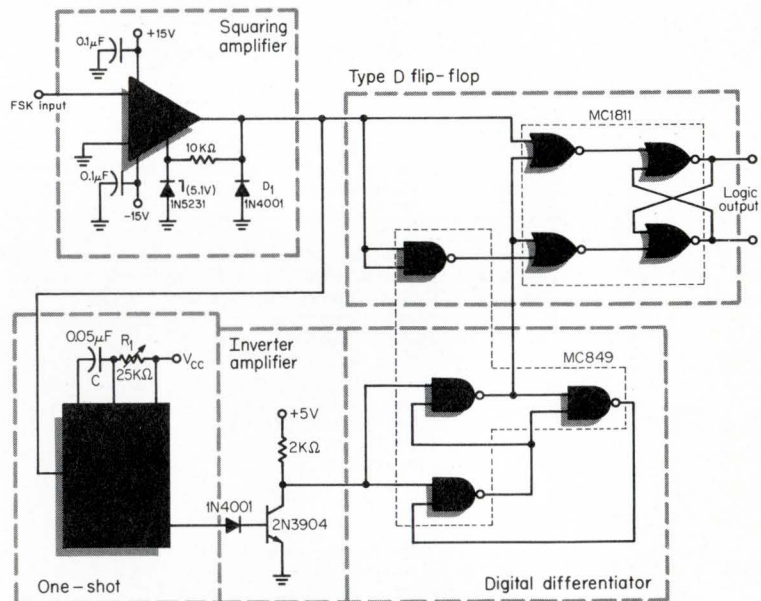 Squaring
amplifier
+15V
0.1μF
FSK input
10KΩ
0.1μF
(5.1V)
1N5231
D1
1N4001
-15V
Type D flip-flop
MC1811
Logic
output
0.05μF
R1
VCC
25KΩ
C
Inverter
amplifier
+5V
2KΩ
MC849
1N4001
2N3904
One-shot
Digital differentiator